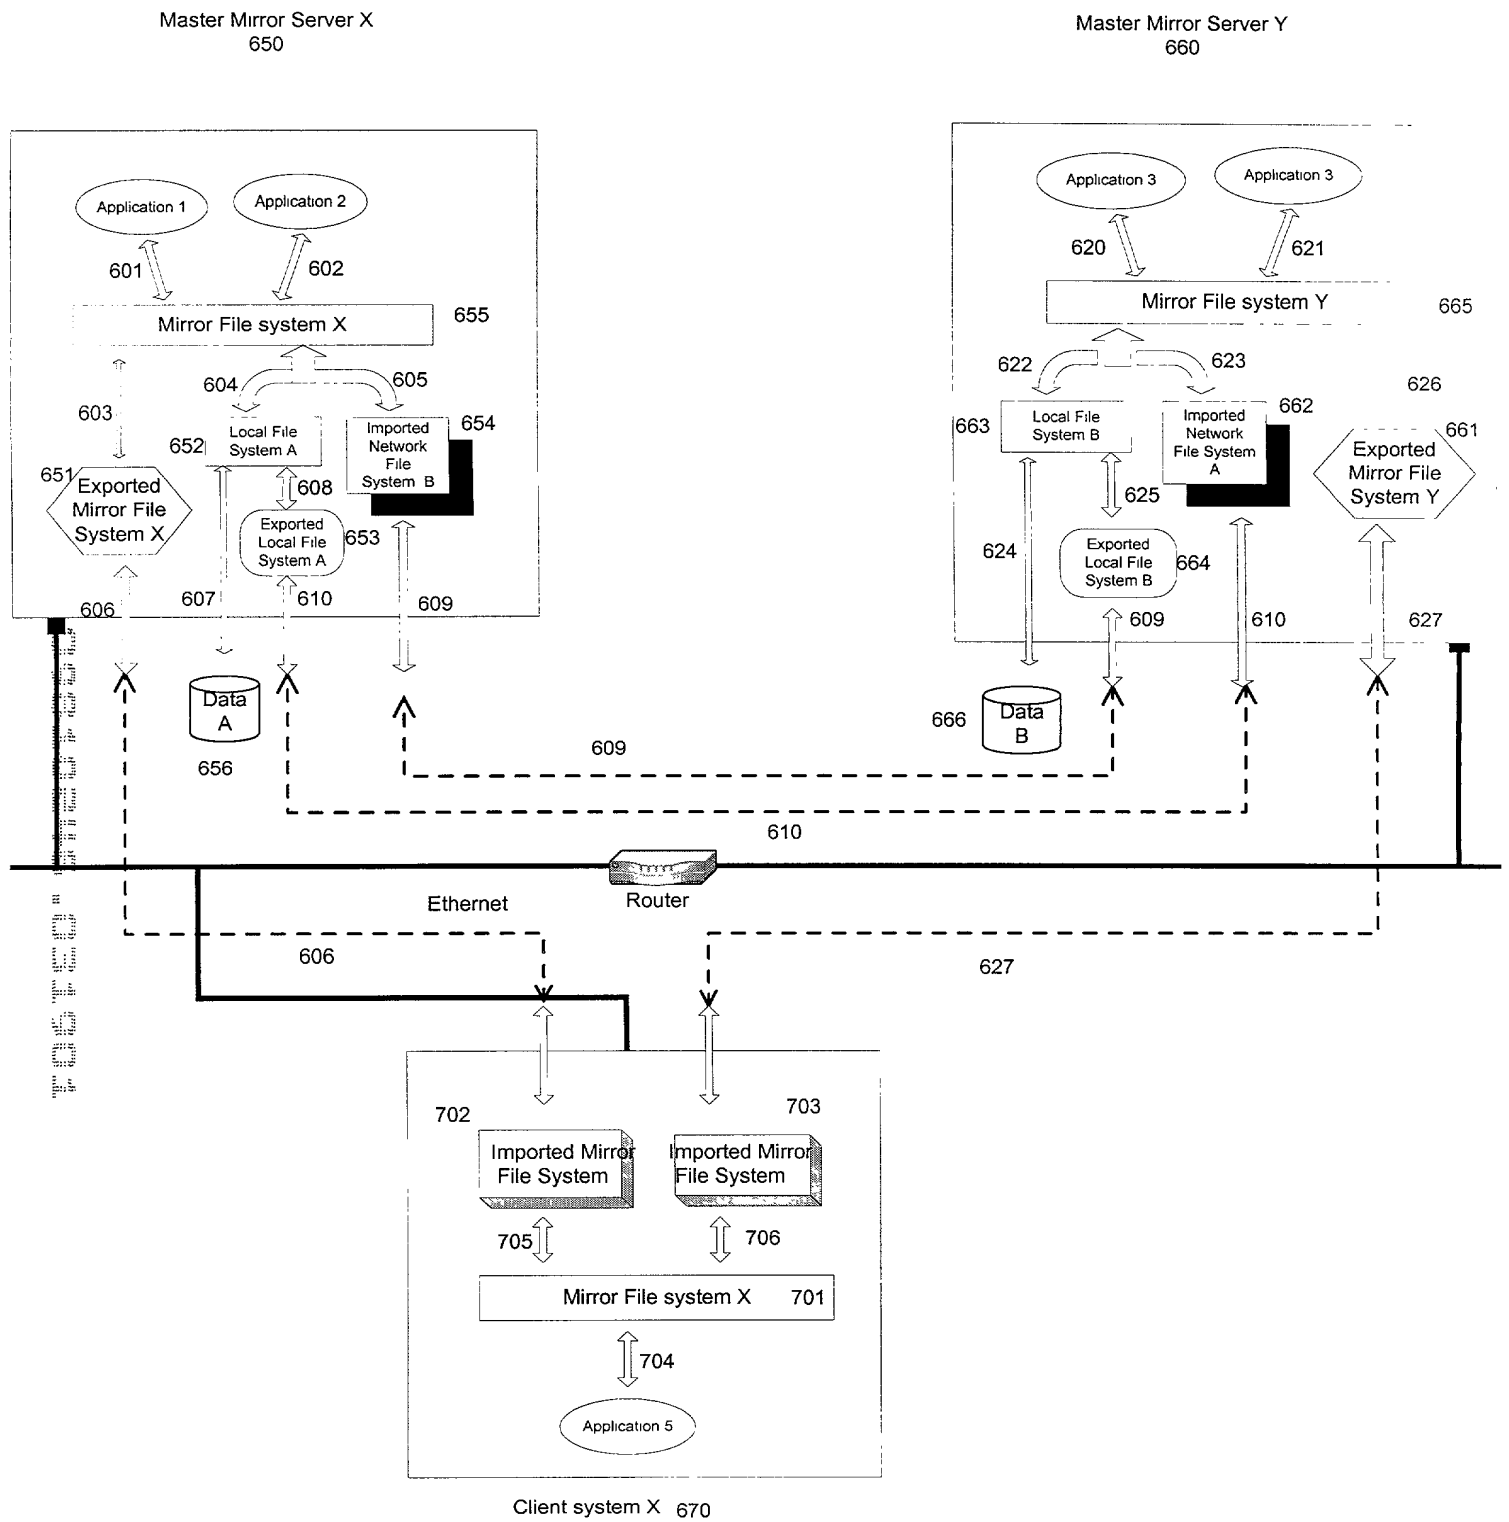 Master Mirror Server X
650
Master Mirror Server Y
660
Application 1
Application 2
601
602
Mirror File system X
655
603
604
605
Local File
System A
652
Imported
Network
File
System B
654
651
Exported
Mirror File
System X
608
Exported
Local File
System A
653
606
607
610
609
Data
A
656
Application 3
Application 3
620
621
Mirror File system Y
665
622
623
626
663
Local File
System B
Imported
Network
File System
A
662
661
Exported
Mirror File
System Y
625
624
Exported
Local File
System B
664
609
610
627
666
Data
B
609
610
Router
Ethernet
606
627
702
703
Imported Mirror
File System
Imported Mirror
File System
705
706
Mirror File system X
701
704
Application 5
Client system X 670